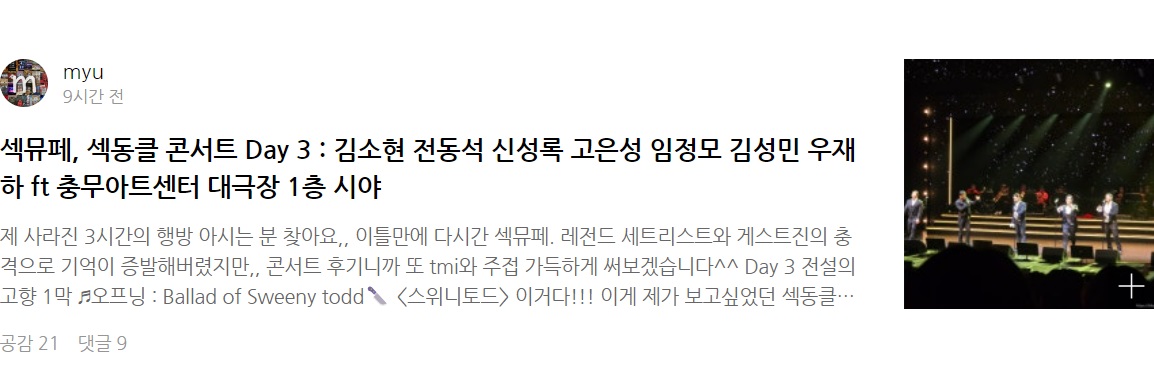 myu
9시간 전
섹뮤페, 섹동클 콘서트 Day 3 : 김소현 전동석 신성록 고은성 임정모 김성민 우재
하 ft 충무아트센터 대극장 1층 시야
제 사라진 3시간의 행방 아시는 분 찾아요,, 이틀만에 다시간 섹뮤페. 레전드 세트리스트와 게스트진의 충
격으로 기억이 증발해버렸지만,, 콘서트 후기니까 또 tmi와 주접 가득하게 써보겠습니다^^ Day 3 전설의
고향 1막 🎵오프닝 : Ballad of Sweeny todd🔪 <스위니토드> 이거다!!! 이게 제가 보고싶었던 섹동클…
공감 21 댓글 9